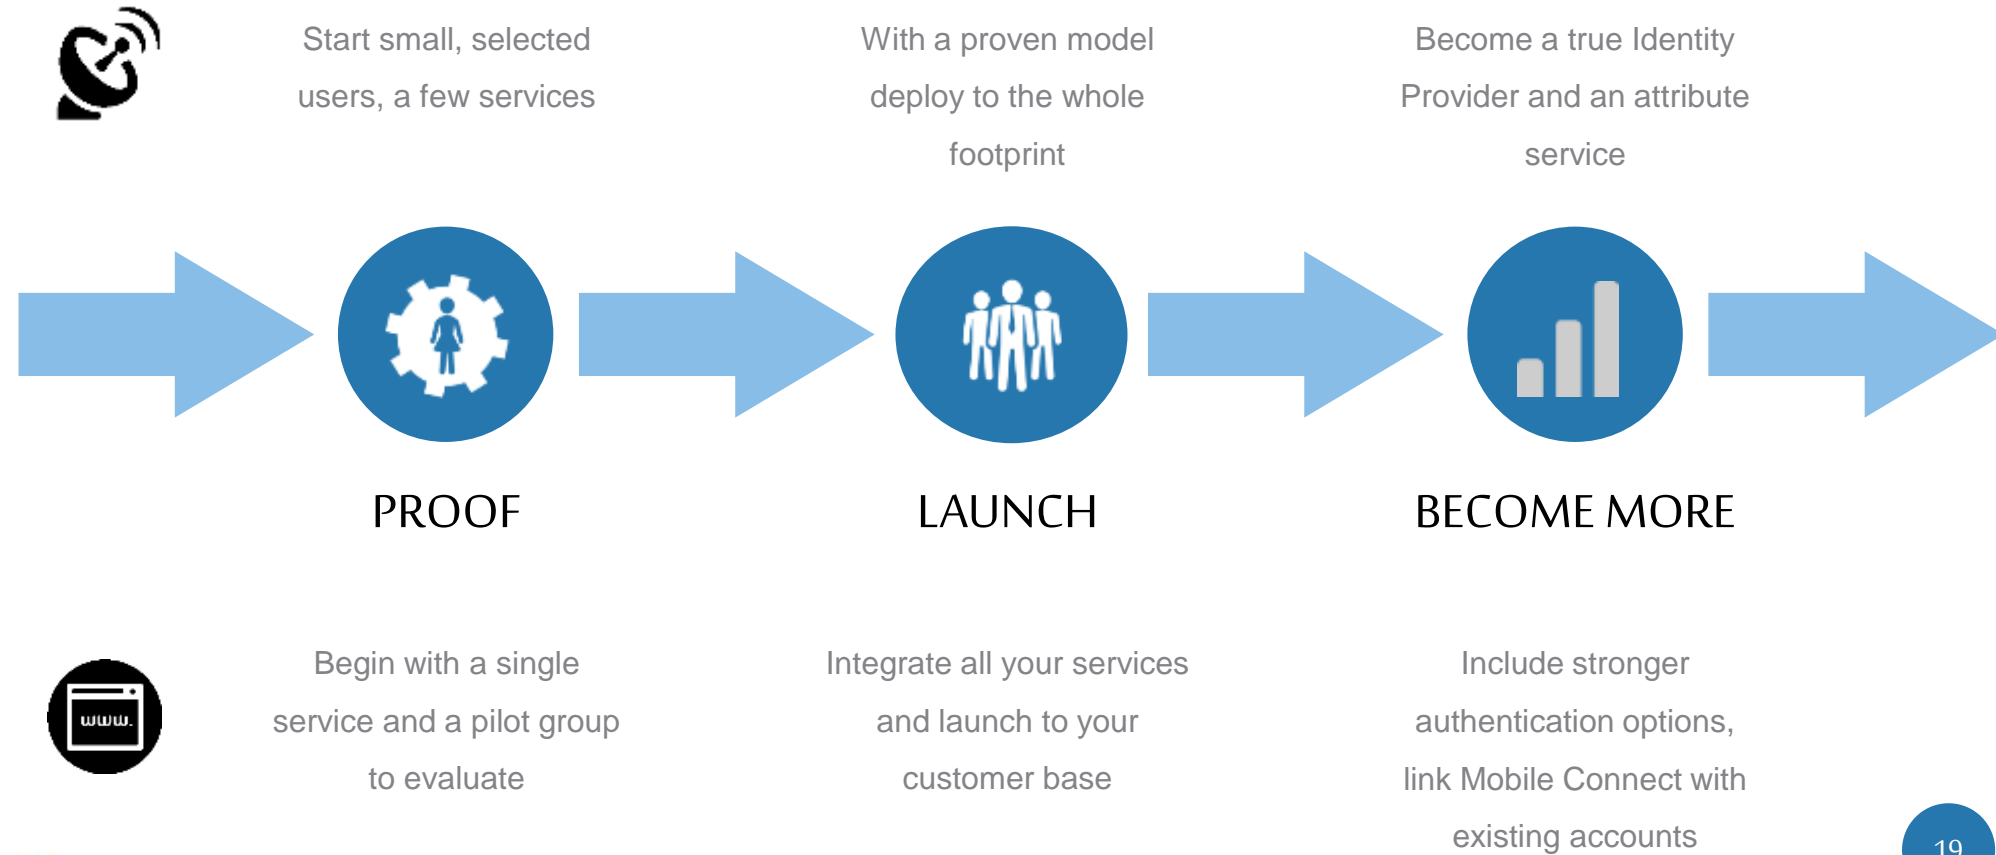 Start small, selected
users, a few services
With a proven model
deploy to the whole
footprint
Become a true Identity
Provider and an attribute
service
PROOF
LAUNCH
BECOME MORE
www.
Begin with a single
service and a pilot group
to evaluate
Integrate all your services
and launch to your
customer base
Include stronger
authentication options,
link Mobile Connect with
existing accounts
19